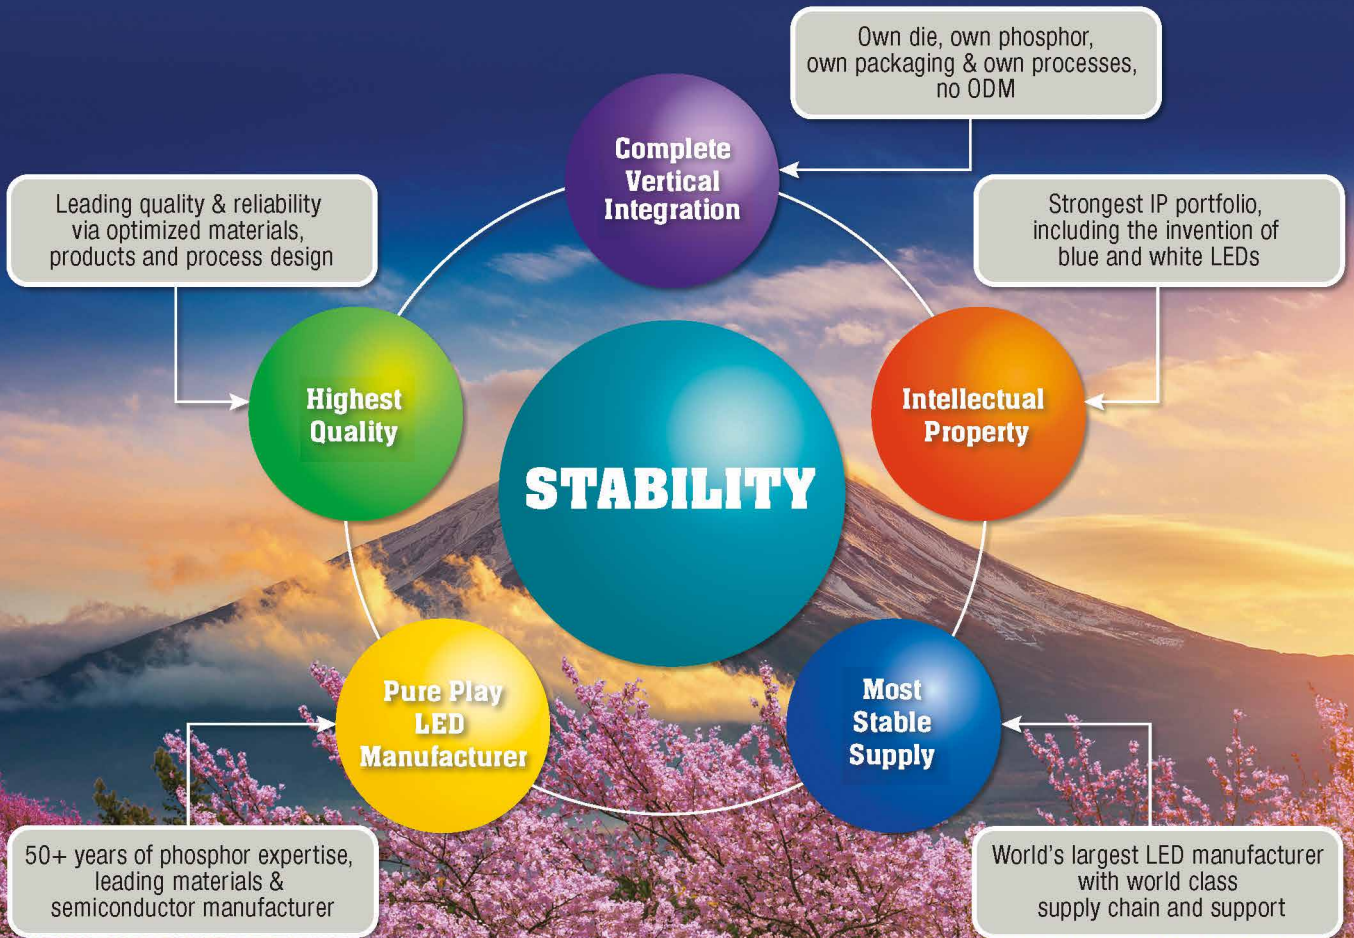 Own die, own phosphor,
own packaging & own processes,
no ODM
Complete
Vertical
Integration
Leading quality & reliability
via optimized materials,
products and process design
Strongest IP portfolio,
including the invention of
blue and white LEDs
Highest
Quality
Intellectual
Property
STABILITY
Pure Play
LED
Manufacturer
Most
Stable
Supply
50+ years of phosphor expertise,
leading materials &
semiconductor manufacturer
World's largest LED manufacturer
with world class
supply chain and support